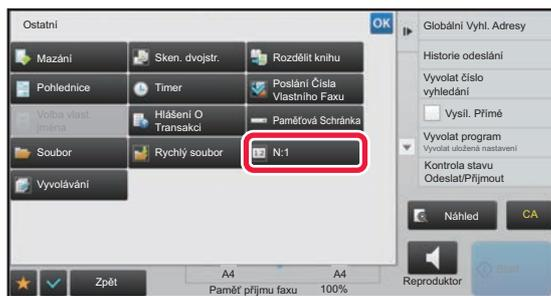 Ostatní
OK
Mazání
Sken. dvojstr.
Rozdělit knihu
Pohlednice
Timer
Poslání Čísla
Vlastního Faxu
Volba vlast.
jména
Hlášení O
Transakci
Paměťová Schránka
Soubor
Rychlý soubor
N:1
Vyvolávání
Zpět
A4
A4
Paměť příjmu faxu
100%
Globální Vyhl. Adresy
Historie odeslání
Vyvolat číslo
vyhledání
Vysíl. Přímé
Vyvolat program
Vyvolat uložená nastavení
Kontrola stavu
Odeslat/Přijmout
Náhled
CA
Reproduktor
Start